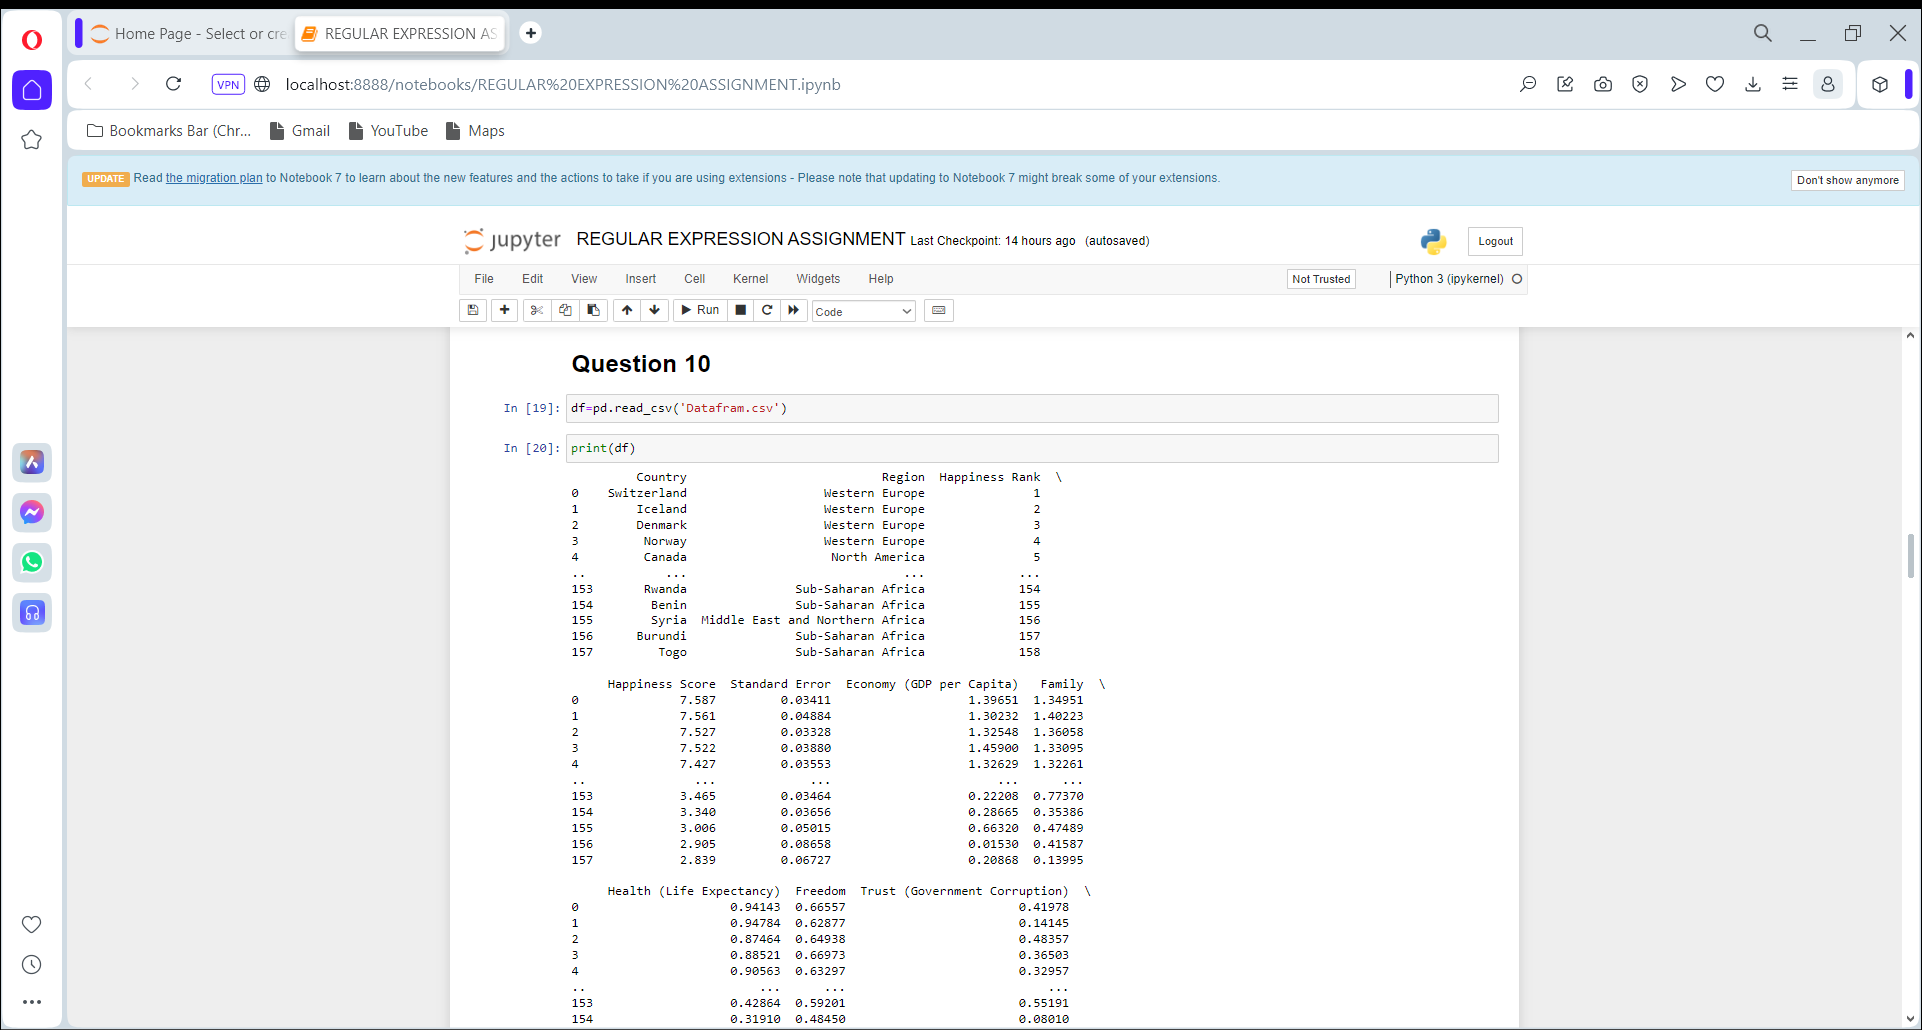 Home Page - Select or cre
REGULAR EXPRESSION AS
VPN
localhost:8888/notebooks/REGULAR%20EXPRESSION%20ASSIGNMENT.ipynb
Bookmarks Bar (Chr... Gmail YouTube Maps
UPDATE Read the migration plan to Notebook 7 to learn about the new features and the actions to take if you are using extensions - Please note that updating to Notebook 7 might break some of your extensions.
Don't show anymore
jupyter REGULAR EXPRESSION ASSIGNMENT Last Checkpoint: 14 hours ago (autosaved)
Logout
File Edit View Insert Cell Kernel Widgets Help
Not Trusted
Python 3 (ipykernel)
Run
Code
Question 10
In [19]: df=pd.read_csv('Datafram.csv')
In [20]: print(df)
Country Region Happiness Rank \
0 Switzerland Western Europe 1
1 Iceland Western Europe 2
2 Denmark Western Europe 3
3 Norway Western Europe 4
4 Canada North America 5
.. ... ... ...
153 Rwanda Sub-Saharan Africa 154
154 Benin Sub-Saharan Africa 155
155 Syria Middle East and Northern Africa 156
156 Burundi Sub-Saharan Africa 157
157 Togo Sub-Saharan Africa 158
Happiness Score Standard Error Economy (GDP per Capita) Family \
0 7.587 0.03411 1.39651 1.34951
1 7.561 0.04884 1.30232 1.40223
2 7.527 0.03328 1.32548 1.36058
3 7.522 0.03880 1.45900 1.33095
4 7.427 0.03553 1.32629 1.32261
.. ... ... ... ...
153 3.465 0.03464 0.22208 0.77370
154 3.340 0.03656 0.28665 0.35386
155 3.006 0.05015 0.66320 0.47489
156 2.905 0.08658 0.01530 0.41587
157 2.839 0.06727 0.20868 0.13995
Health (Life Expectancy) Freedom Trust (Government Corruption) \
0 0.94143 0.66557 0.41978
1 0.94784 0.62877 0.14145
2 0.87464 0.64938 0.48357
3 0.88521 0.66973 0.36503
4 0.90563 0.63297 0.32957
.. ... ... ...
153 0.42864 0.59201 0.55191
154 0.31910 0.48450 0.08010